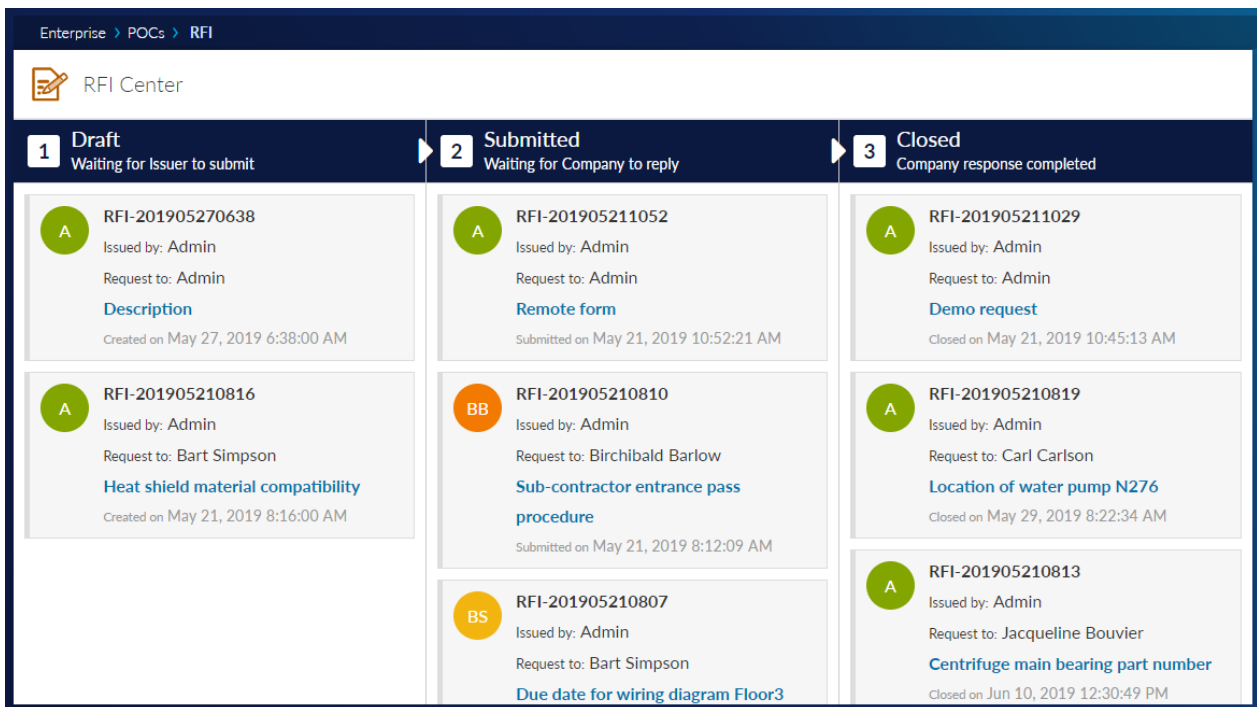 Enterprise > POCs > RFI
RFI Center
1 Draft
Waiting for Issuer to submit
2 Submitted
Waiting for Company to reply
3 Closed
Company response completed
A
RFI-201905270638
Issued by: Admin
Request to: Admin
Description
Created on May 27, 2019 6:38:00 AM
A
RFI-201905210816
Issued by: Admin
Request to: Bart Simpson
Heat shield material compatibility
Created on May 21, 2019 8:16:00 AM
A
RFI-201905211052
Issued by: Admin
Request to: Admin
Remote form
Submitted on May 21, 2019 10:52:21 AM
BB
RFI-201905210810
Issued by: Admin
Request to: Birchibald Barlow
Sub-contractor entrance pass
procedure
Submitted on May 21, 2019 8:12:09 AM
BS
RFI-201905210807
Issued by: Admin
Request to: Bart Simpson
Due date for wiring diagram Floor3
A
RFI-201905211029
Issued by: Admin
Request to: Admin
Demo request
Closed on May 21, 2019 10:45:13 AM
A
RFI-201905210819
Issued by: Admin
Request to: Carl Carlson
Location of water pump N276
Closed on May 29, 2019 8:22:34 AM
A
RFI-201905210813
Issued by: Admin
Request to: Jacqueline Bouvier
Centrifuge main bearing part number
Closed on Jun 10, 2019 12:30:49 PM